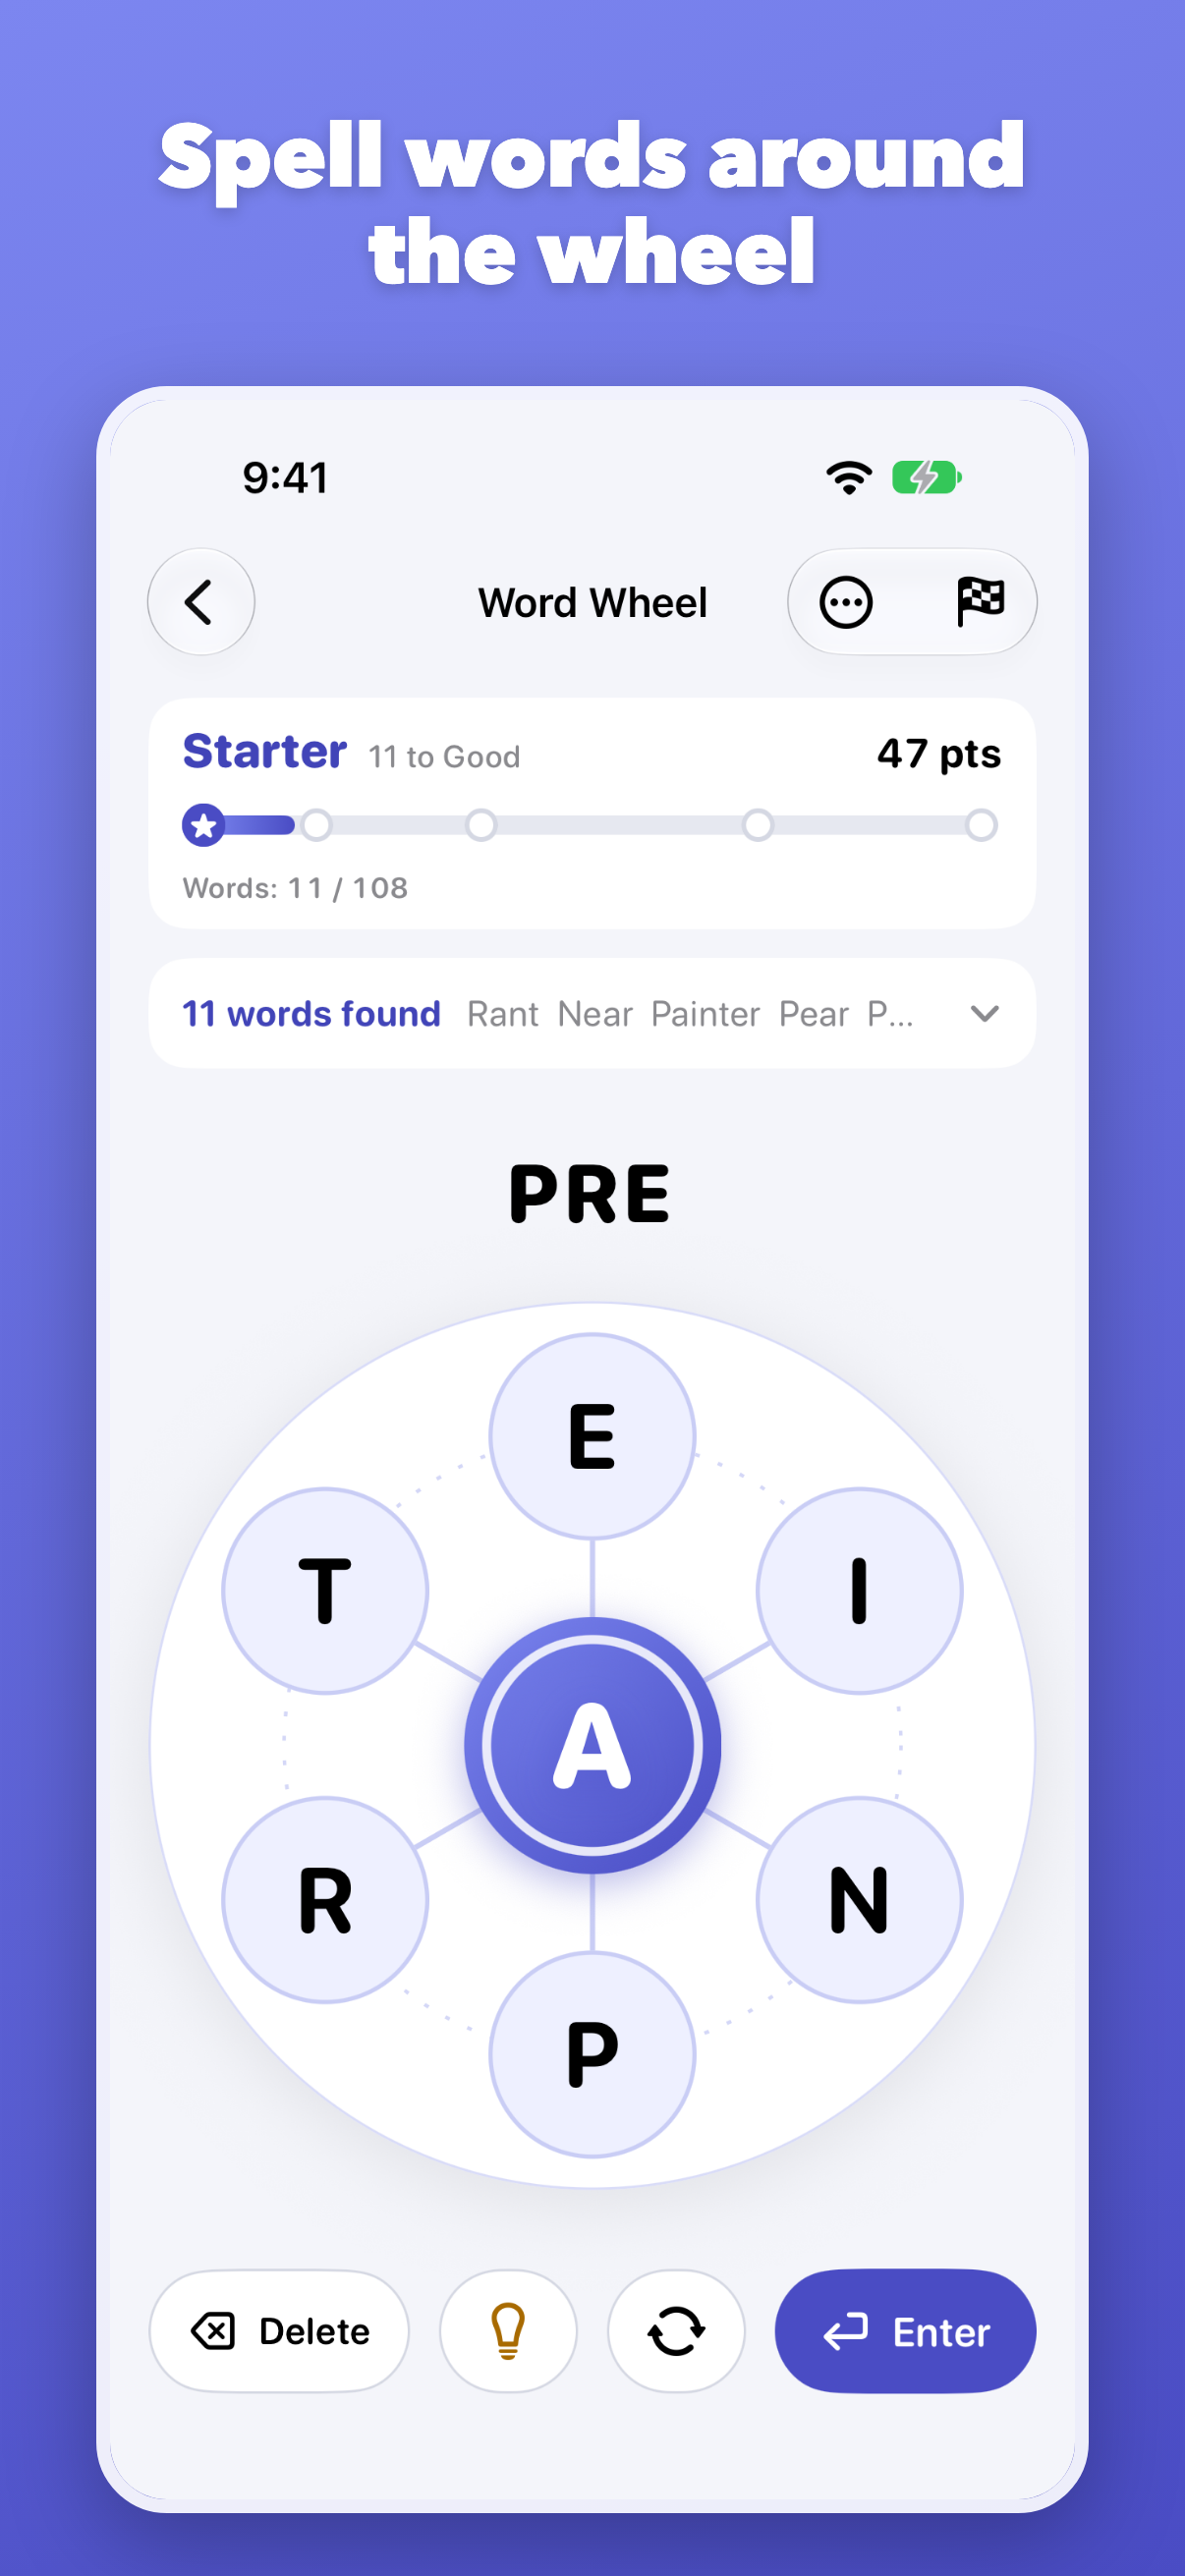 Spell words around
the wheel
9:41
Word Wheel
Starter 11 to Good 47 pts
Words: 11 / 108
11 words found Rant Near Painter Pear P...
PRE
E
T I
A
R N
P
Delete Enter